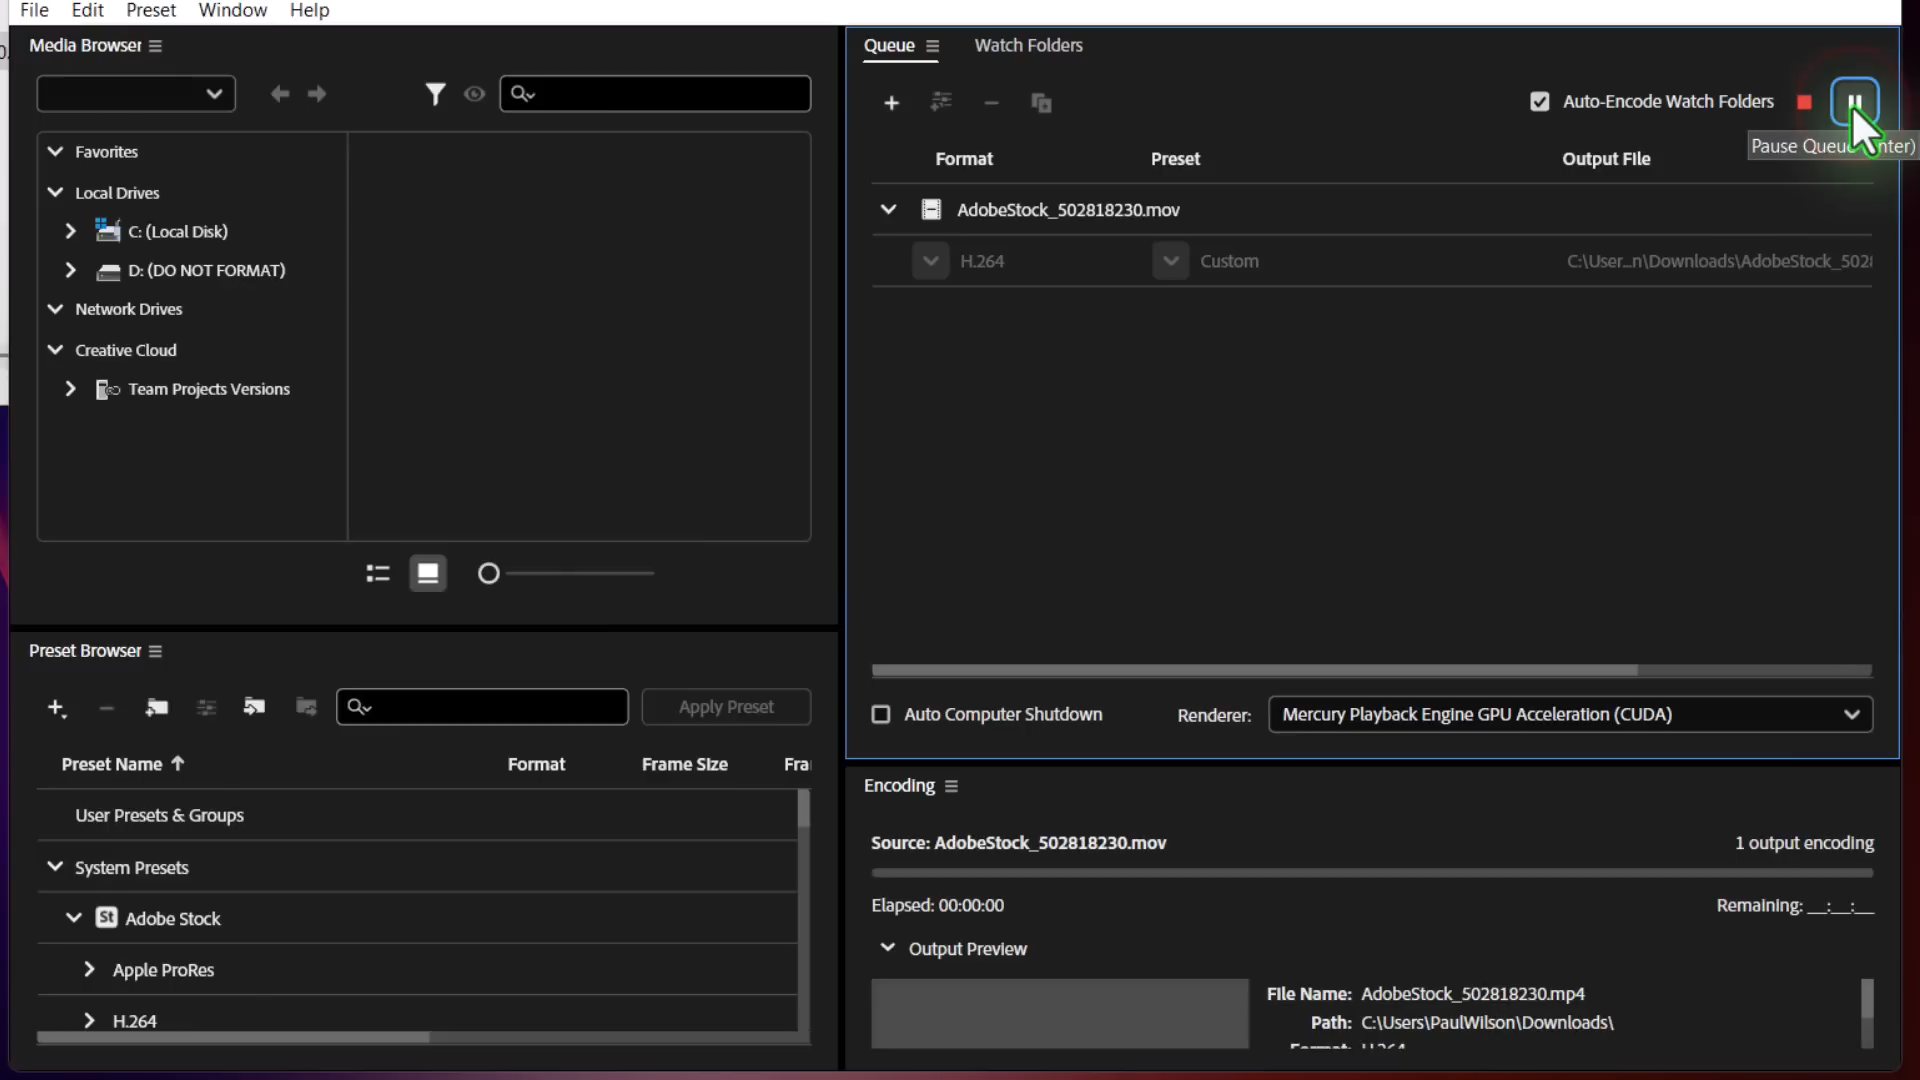 File Edit Preset Window Help
Media Browser
Favorites
Local Drives
C: (Local Disk)
D: (DO NOT FORMAT)
Network Drives
Creative Cloud
Team Projects Versions
Queue Watch Folders
Auto-Encode Watch Folders
Pause
Format Preset Output File
AdobeStock_502818230.mov
H.264 Custom C:\User...n\Downloads\AdobeStock_502
Auto Computer Shutdown Renderer: Mercury Playback Engine GPU Acceleration (CUDA)
Preset Browser
Apply Preset
Preset Name Format Frame Size
User Presets & Groups
System Presets
St Adobe Stock
Apple ProRes
H.264
Encoding
Source: AdobeStock_502818230.mov 1 output encoding
Elapsed: 00:00:00 Remaining: __:__:__
Output Preview
File Name: AdobeStock_502818230.mp4
Path: C:\Users\PaulWilson\Downloads\